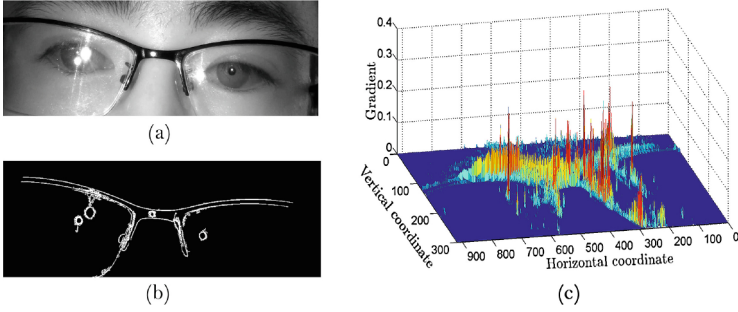 (a)
(b)
0.4
0.3
0.2
0.1
0
Gradient
100
200
300
Vertical coordinate
900 800 700 600 500 400 300 200 100 0
Horizontal coordinate
(c)